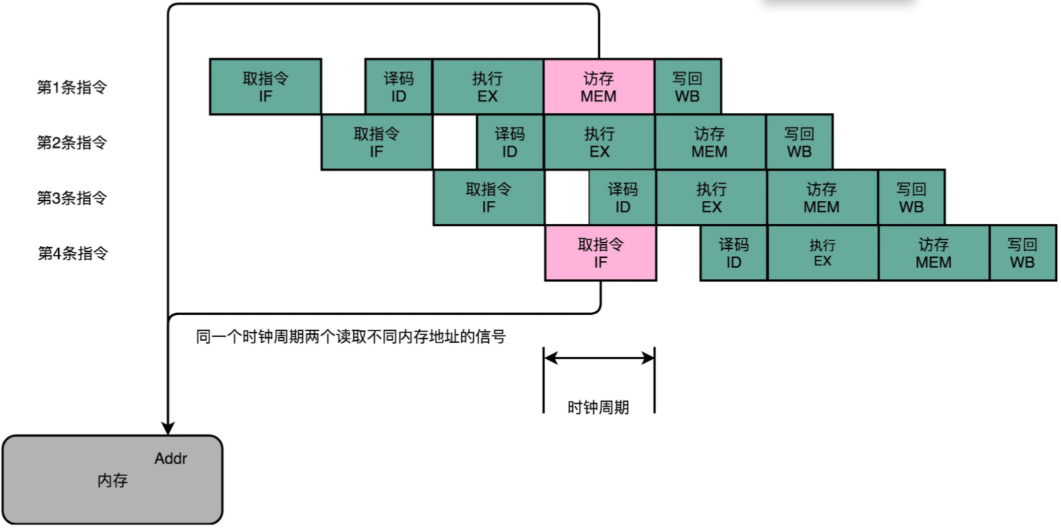 第1条指令
取指令
IF
译码
ID
执行
EX
访存
MEM
写回
WB
第2条指令
取指令
IF
译码
ID
执行
EX
访存
MEM
写回
WB
第3条指令
取指令
IF
译码
ID
执行
EX
访存
MEM
写回
WB
第4条指令
取指令
IF
译码
ID
执行
EX
访存
MEM
写回
WB
同一个时钟周期两个读取不同内存地址的信号
时钟周期
Addr
内存